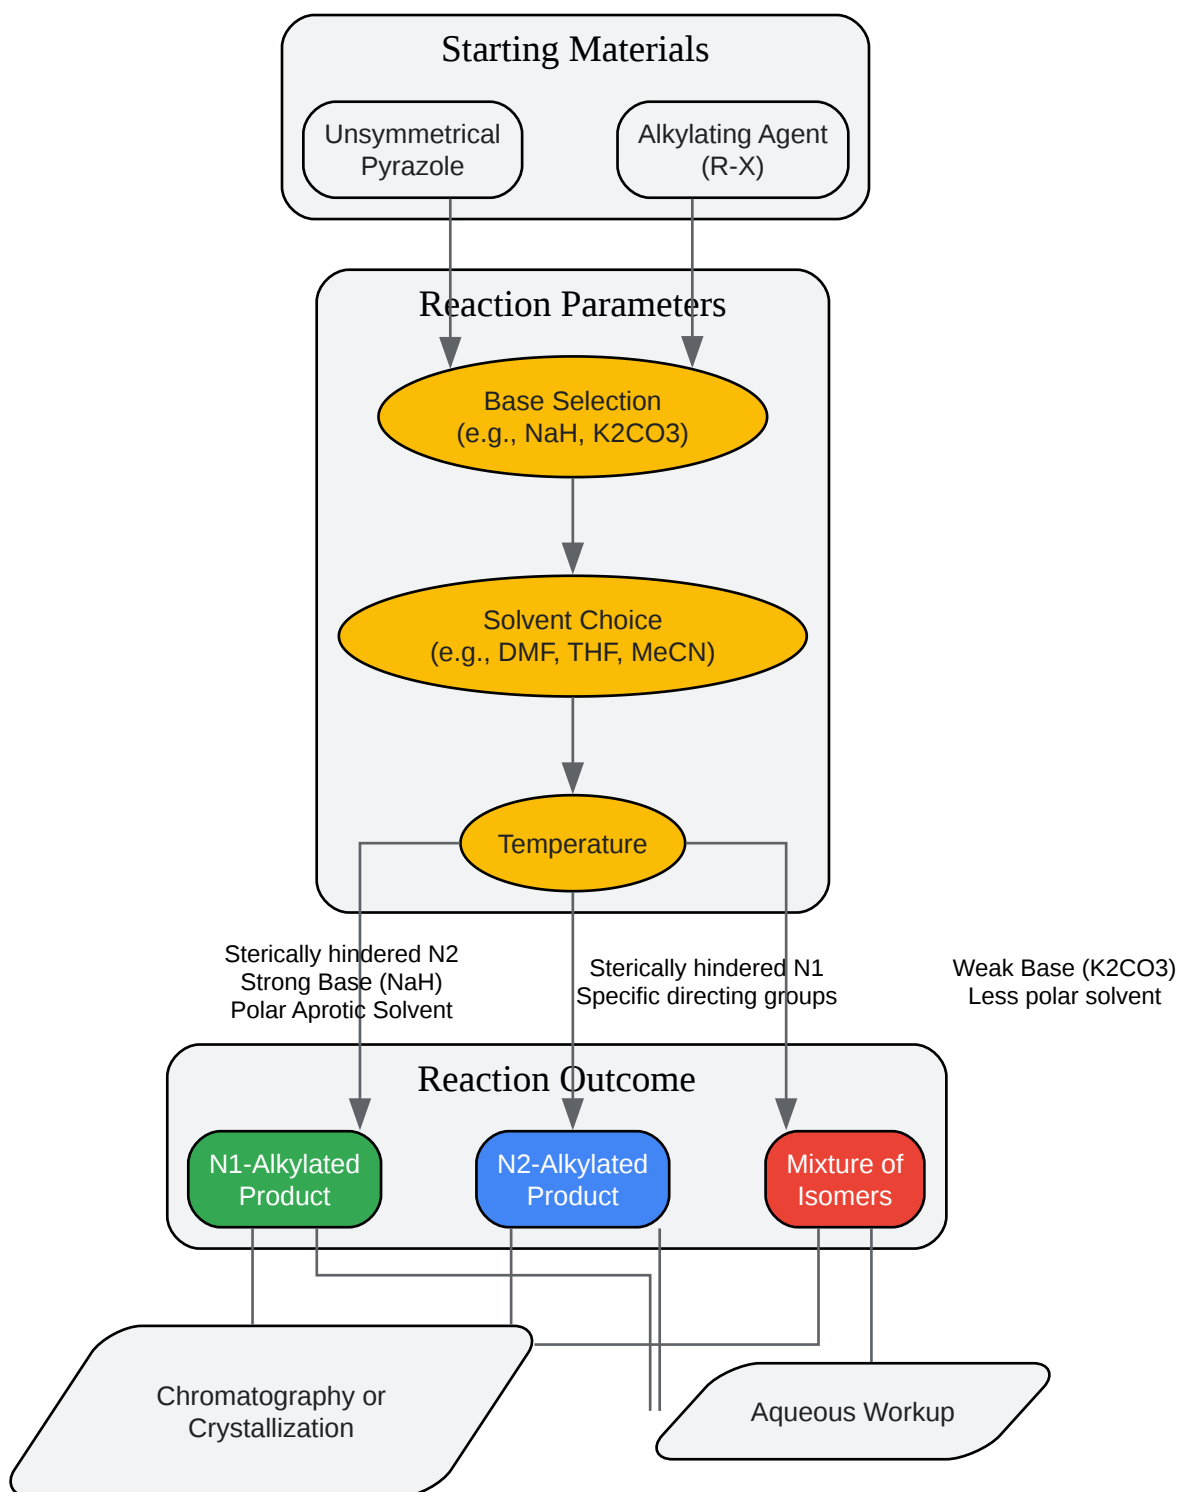 Starting Materials
Unsymmetrical
Pyrazole
Alkylating Agent
(R-X)
Reaction Parameters
Base Selection
(e.g., NaH, K2CO3)
Solvent Choice
(e.g., DMF, THF, MeCN)
Temperature
Sterically hindered N2
Strong Base (NaH)
Polar Aprotic Solvent
Sterically hindered N1
Specific directing groups
Weak Base (K2CO3)
Less polar solvent
Reaction Outcome
N1-Alkylated
Product
N2-Alkylated
Product
Mixture of
Isomers
Chromatography or
Crystallization
Aqueous Workup